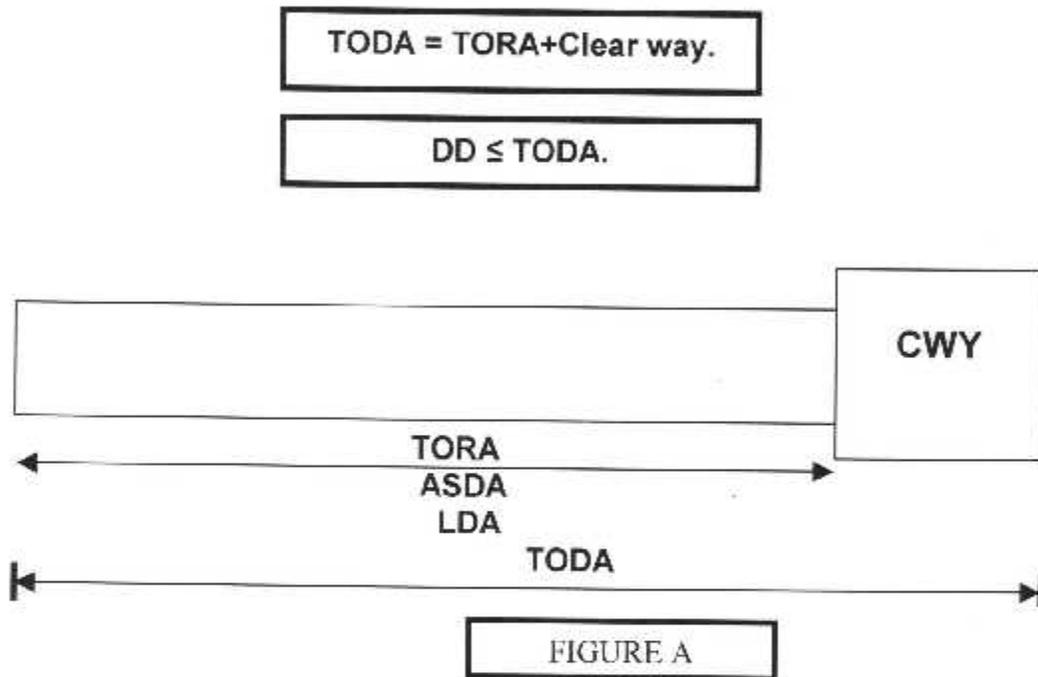 TODA = TORA+Clear way.
DD ≤ TODA.
CWY
TORA
ASDA
LDA
TODA
FIGURE A